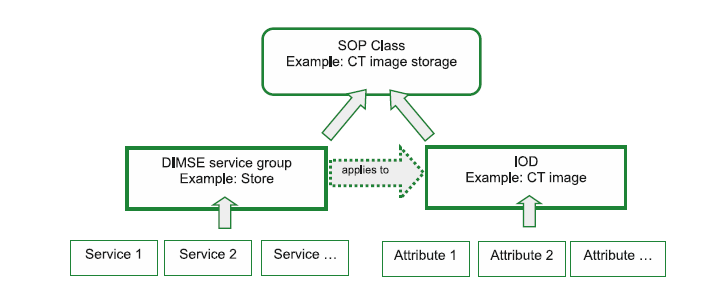 SOP Class
Example: CT image storage
DIMSE service group
Example: Store
applies to
IOD
Example: CT image
Service 1
Service 2
Service ...
Attribute 1
Attribute 2
Attribute ...